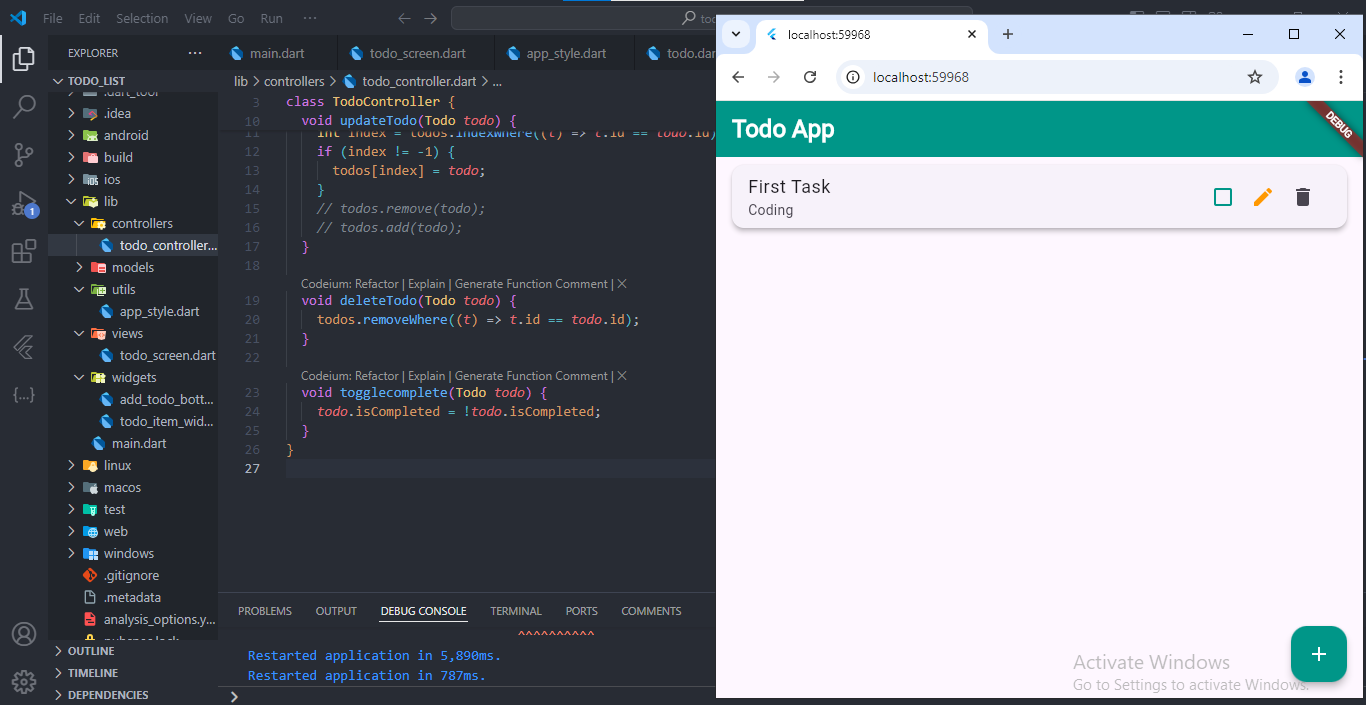 File Edit Selection View Go Run ···
EXPLORER ···
TODO_LIST
.dart_tool
.idea
android
build
ios
lib
controllers
todo_controller...
models
utils
app_style.dart
views
todo_screen.dart
widgets
add_todo_bott...
todo_item_wid...
main.dart
linux
macos
test
web
windows
.gitignore
.metadata
analysis_options.y...
pubspec.lock
OUTLINE
TIMELINE
DEPENDENCIES
1
main.dart todo_screen.dart app_style.dart todo.dar
lib > controllers > todo_controller.dart > ...
3 class TodoController {
10 void updateTodo(Todo todo) {
11 int index = todos.indexWhere((t) => t.id == todo.id)
12 if (index != -1) {
13 todos[index] = todo;
14 }
15 // todos.remove(todo);
16 // todos.add(todo);
17 }
18
Codeium: Refactor | Explain | Generate Function Comment | ✕
19 void deleteTodo(Todo todo) {
20 todos.removeWhere((t) => t.id == todo.id);
21 }
22
Codeium: Refactor | Explain | Generate Function Comment | ✕
23 void togglecomplete(Todo todo) {
24 todo.isCompleted = !todo.isCompleted;
25 }
26 }
27
PROBLEMS OUTPUT DEBUG CONSOLE TERMINAL PORTS COMMENTS
^^^^^^^^^^
Restarted application in 5,890ms.
Restarted application in 787ms.
localhost:59968
localhost:59968
Todo App
DEBUG
First Task
Coding
Activate Windows
Go to Settings to activate Windows.